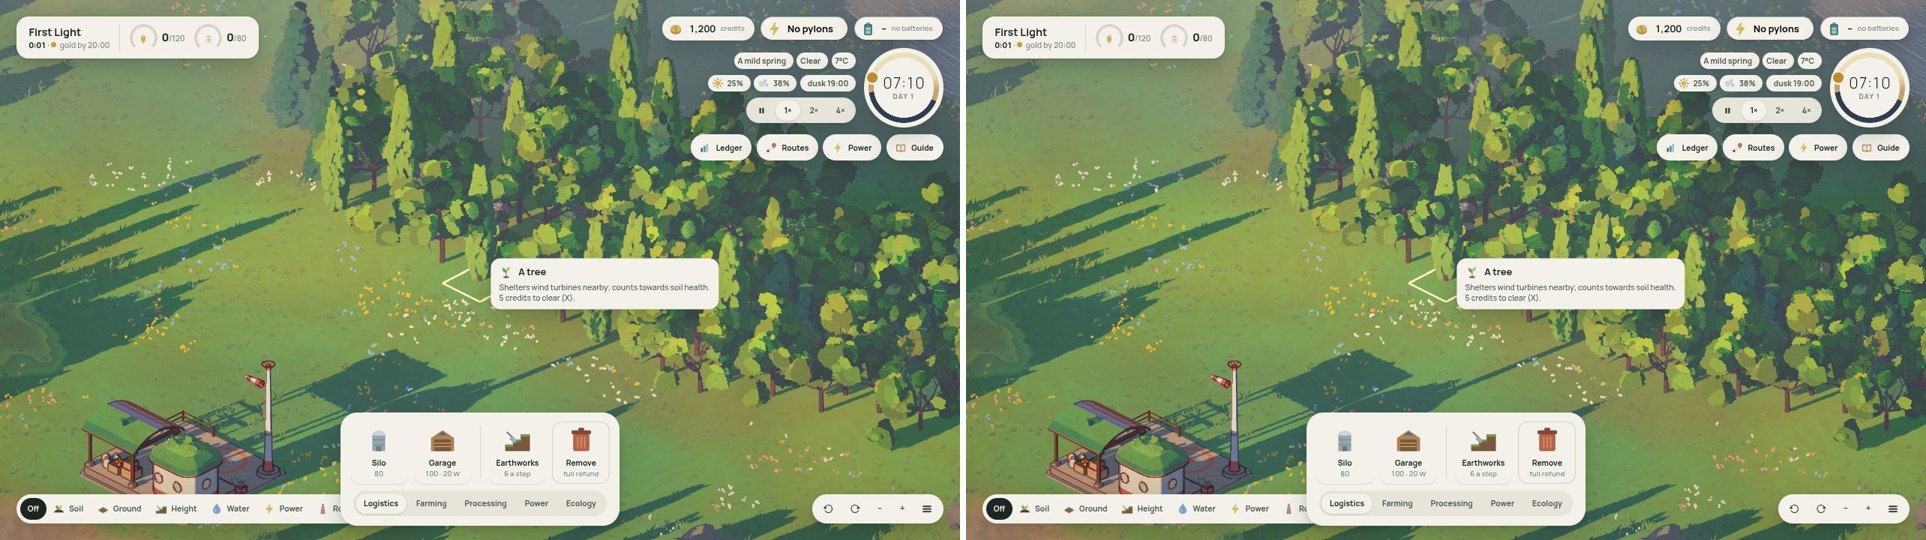 First Light
0:01 · gold by 20:00
0/120
0/80
1,200 credits
No pylons
– no batteries
A mild spring
Clear
7°C
25%
38%
dusk 19:00
07:10
DAY 1
1×
2×
4×
Ledger
Routes
Power
Guide
A tree
Shelters wind turbines nearby; counts towards soil health.
5 credits to clear (X).
Silo
80
Garage
100 · 20 W
Earthworks
6 a step
Remove
full refund
Logistics
Farming
Processing
Power
Ecology
Off
Soil
Ground
Height
Water
Power
First Light
0:01 · gold by 20:00
0/120
0/80
1,200 credits
No pylons
– no batteries
A mild spring
Clear
7°C
25%
38%
dusk 19:00
07:10
DAY 1
1×
2×
4×
Ledger
Routes
Power
Guide
A tree
Shelters wind turbines nearby; counts towards soil health.
5 credits to clear (X).
Silo
80
Garage
100 · 20 W
Earthworks
6 a step
Remove
full refund
Logistics
Farming
Processing
Power
Ecology
Off
Soil
Ground
Height
Water
Power